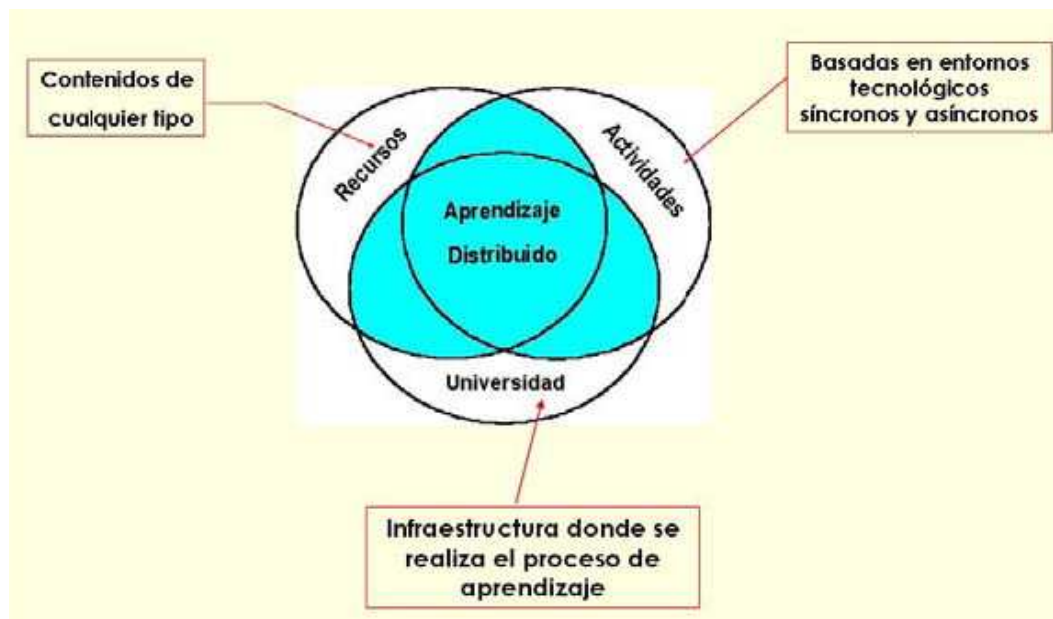 Contenidos de
cualquier tipo
Basadas en entornos
tecnológicos
síncronos y asíncronos
Recursos
Actividades
Aprendizaje
Distribuido
Universidad
Infraestructura donde se
realiza el proceso de
aprendizaje